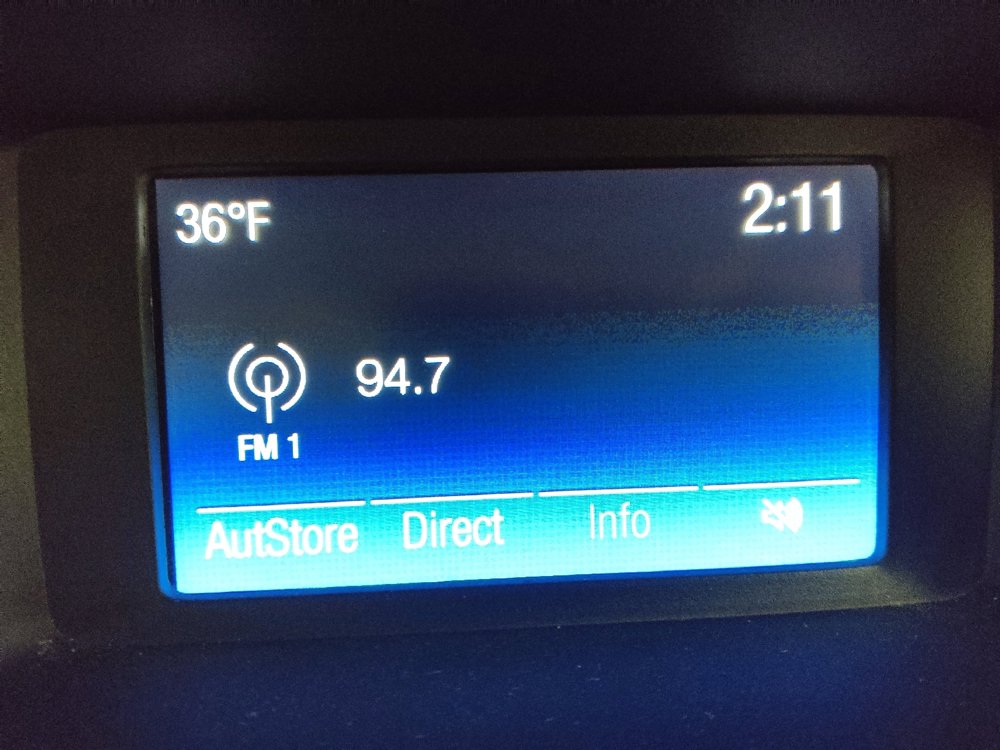 36°F 2:11
94.7
FM 1
AutStore Direct Info